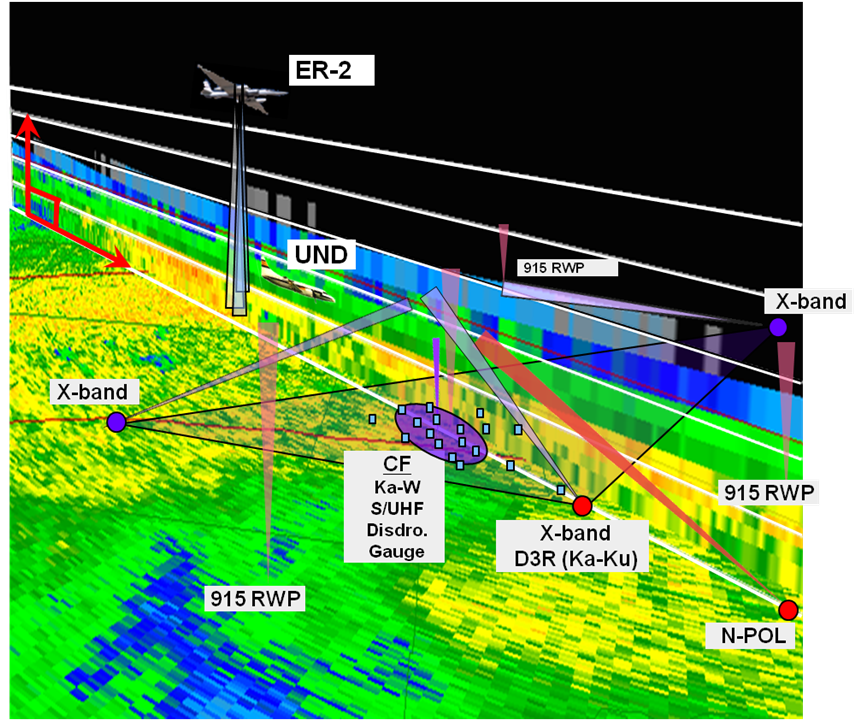 ER-2
UND
915 RWP
X-band
X-band
CF
Ka-W
S/UHF
Disdro.
Gauge
915 RWP
X-band
D3R (Ka-Ku)
915 RWP
N-POL